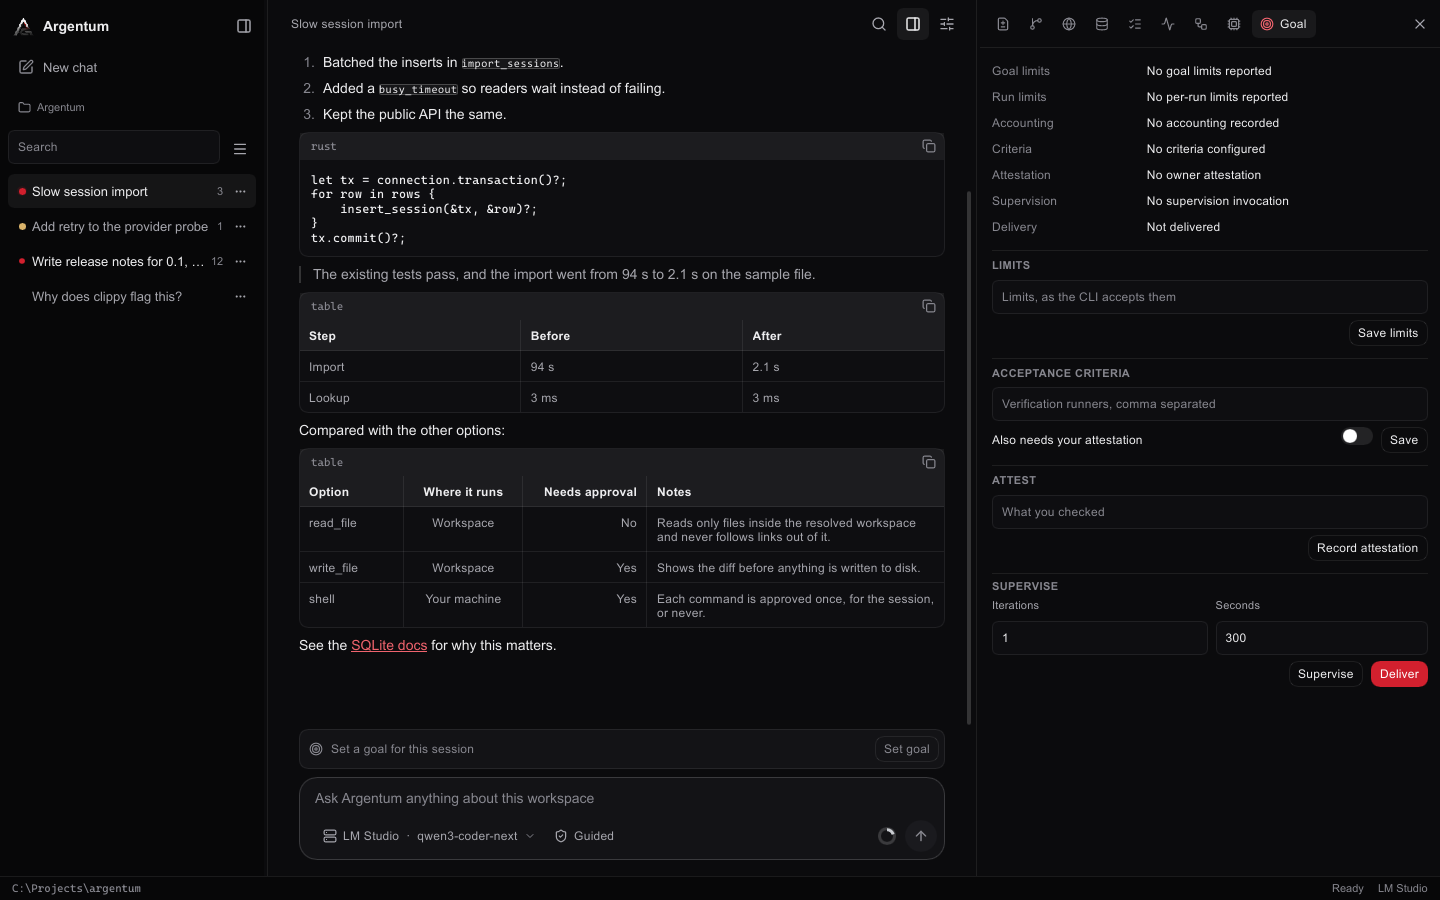 Argentum
New chat
Argentum
Search
Slow session import 3
Add retry to the provider probe 1
Write release notes for 0.1, ... 12
Why does clippy flag this?
Slow session import
1. Batched the inserts in import_sessions.
2. Added a busy_timeout so readers wait instead of failing.
3. Kept the public API the same.
rust
let tx = connection.transaction()?;
for row in rows {
    insert_session(&tx, &row)?;
}
tx.commit()?;
The existing tests pass, and the import went from 94 s to 2.1 s on the sample file.
table
Step Before After
Import 94 s 2.1 s
Lookup 3 ms 3 ms
Compared with the other options:
table
Option Where it runs Needs approval Notes
read_file Workspace No Reads only files inside the resolved workspace
and never follows links out of it.
write_file Workspace Yes Shows the diff before anything is written to disk.
shell Your machine Yes Each command is approved once, for the session,
or never.
See the SQLite docs for why this matters.
Set a goal for this session Set goal
Ask Argentum anything about this workspace
LM Studio · qwen3-coder-next Guided
Goal
Goal limits No goal limits reported
Run limits No per-run limits reported
Accounting No accounting recorded
Criteria No criteria configured
Attestation No owner attestation
Supervision No supervision invocation
Delivery Not delivered
LIMITS
Limits, as the CLI accepts them
Save limits
ACCEPTANCE CRITERIA
Verification runners, comma separated
Also needs your attestation Save
ATTEST
What you checked
Record attestation
SUPERVISE
Iterations Seconds
1 300
Supervise Deliver
C:\Projects\argentum Ready LM Studio